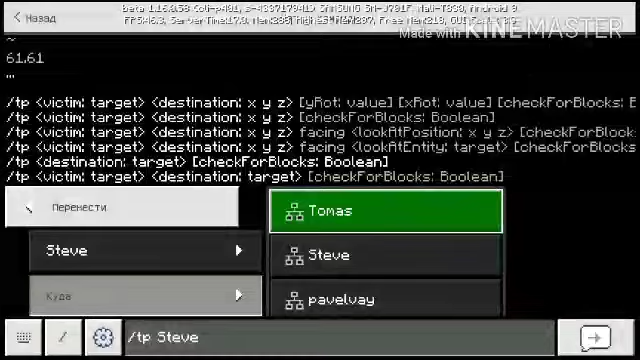 Назад
Made with KINEMASTER
~
61.61
"'
/tp <victim: target> <destination: x y z> [yRot: value] [xRot: value] [checkForBlocks: B
/tp <victim: target> <destination: x y z> [checkForBlocks: Boolean]
/tp <victim: target> <destination: x y z> facing <lookAtPosition: x y z> [checkForBlocks:
/tp <victim: target> <destination: x y z> facing <lookAtEntity: target> [checkForBlocks:
/tp <destination: target> [checkForBlocks: Boolean]
/tp <victim: target> <destination: target> [checkForBlocks: Boolean]
Перенести
Tomas
Steve
Steve
Куда
pavelvay
/tp Steve